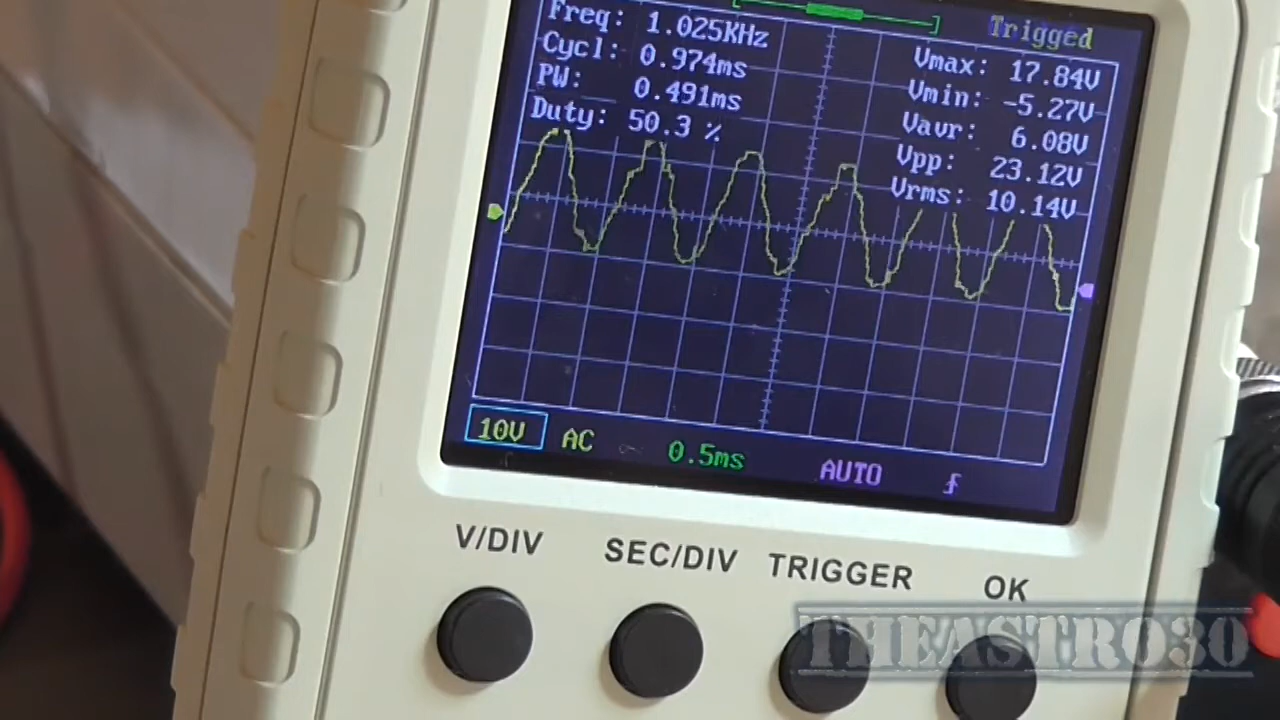 Freq: 1.025KHz
Cycl: 0.974ms
PW: 0.491ms
Duty: 50.3 %
Trigged
Vmax: 17.84V
Vmin: -5.27V
Vavr: 6.08V
Vpp: 23.12V
Vrms: 10.14V
10V AC 0.5ms AUTO
V/DIV SEC/DIV TRIGGER OK
THEASTRO30